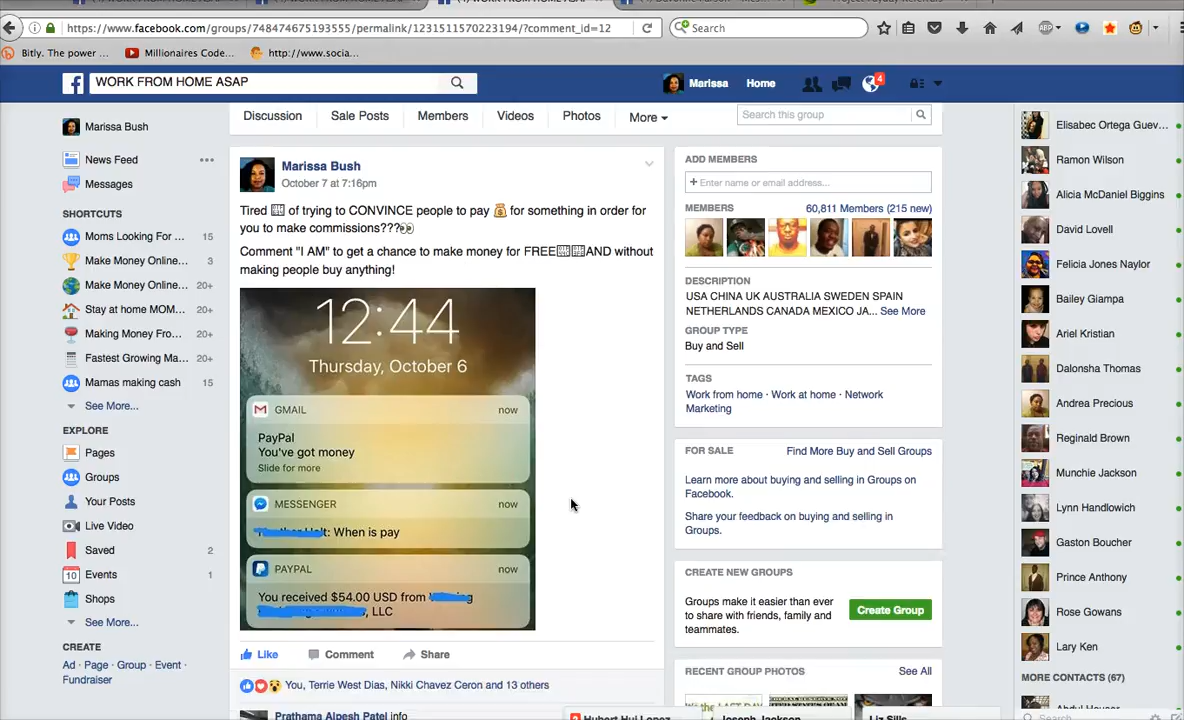 https://www.facebook.com/groups/748474675193555/permalink/1231511570223194/?comment_id=12
Search
Bitly. The power ...
Millionaires Code...
http://www.socia...
WORK FROM HOME ASAP
Marissa
Home
4
Marissa Bush
News Feed
Messages
SHORTCUTS
Moms Looking For ... 15
Make Money Online... 3
Make Money Online... 20+
Stay at home MOM... 20+
Making Money Fro... 20+
Fastest Growing Ma... 20+
Mamas making cash 15
See More...
EXPLORE
Pages
Groups
Your Posts
Live Video
Saved 2
10 Events 1
Shops
See More...
CREATE
Ad · Page · Group · Event ·
Fundraiser
Discussion
Sale Posts
Members
Videos
Photos
More
Search this group
Marissa Bush
October 7 at 7:16pm
Tired of trying to CONVINCE people to pay 💰 for something in order for
you to make commissions???👀
Comment "I AM" to get a chance to make money for FREE AND without
making people buy anything!
12:44
Thursday, October 6
GMAIL now
PayPal
You've got money
Slide for more
MESSENGER now
: When is pay
PAYPAL now
You received $54.00 USD from
, LLC
Like
Comment
Share
You, Terrie West Dias, Nikki Chavez Ceron and 13 others
Prathama Alpesh Patel info
ADD MEMBERS
+ Enter name or email address...
MEMBERS
60,811 Members (215 new)
DESCRIPTION
USA CHINA UK AUSTRALIA SWEDEN SPAIN
NETHERLANDS CANADA MEXICO JA... See More
GROUP TYPE
Buy and Sell
TAGS
Work from home · Work at home · Network
Marketing
FOR SALE
Find More Buy and Sell Groups
Learn more about buying and selling in Groups on
Facebook.
Share your feedback on buying and selling in
Groups.
CREATE NEW GROUPS
Groups make it easier than ever
to share with friends, family and
teammates.
Create Group
RECENT GROUP PHOTOS
See All
Hubert Hui Lopez
Joseph Jackson
Liz Sills
Elisabec Ortega Guev...
Ramon Wilson
Alicia McDaniel Biggins
David Lovell
Felicia Jones Naylor
Bailey Giampa
Ariel Kristian
Dalonsha Thomas
Andrea Precious
Reginald Brown
Munchie Jackson
Lynn Handlowich
Gaston Boucher
Prince Anthony
Rose Gowans
Lary Ken
MORE CONTACTS (67)
Search